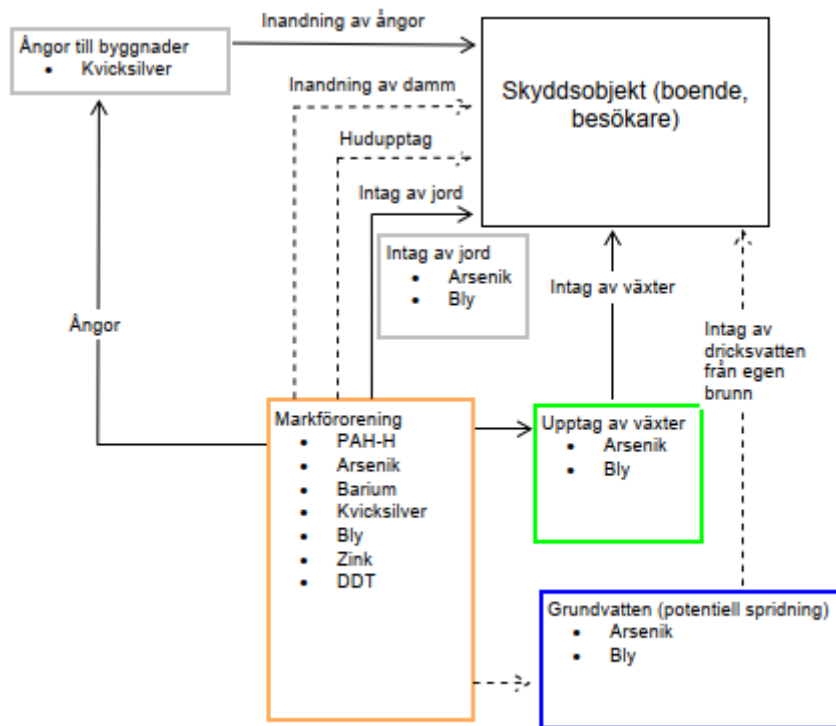 Inandning av ångor
Ångor till byggnader
• Kvicksilver
Skyddsobjekt (boende,
besökare)
Inandning av damm
Hudupptag
Intag av jord
Intag av jord
• Arsenik
• Bly
Ångor
Intag av växter
Intag av
dricksvatten
från egen
brunn
Markförorening
• PAH-H
• Arsenik
• Barium
• Kvicksilver
• Bly
• Zink
• DDT
Upptag av växter
• Arsenik
• Bly
Grundvatten (potentiell spridning)
• Arsenik
• Bly